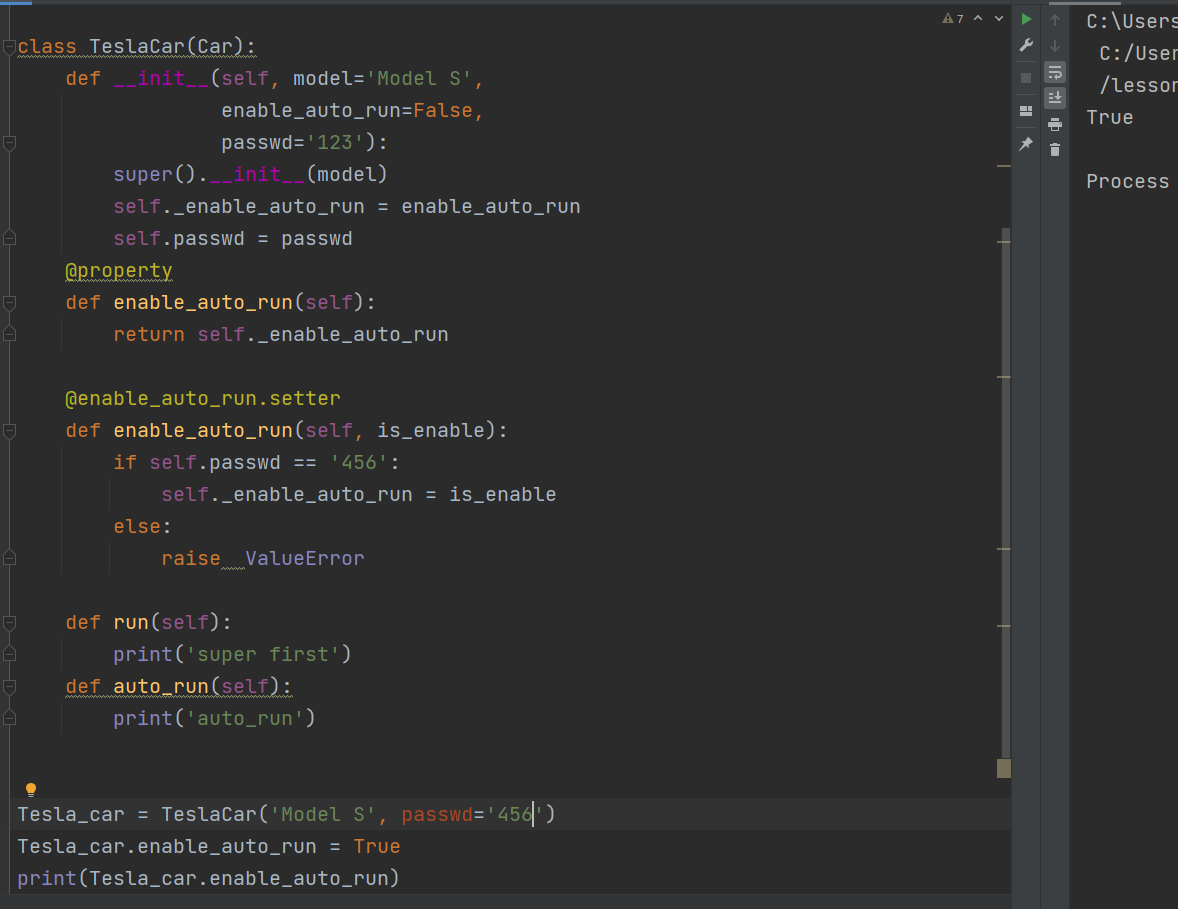 7
class TeslaCar(Car):
    def __init__(self, model='Model S',
                 enable_auto_run=False,
                 passwd='123'):
        super().__init__(model)
        self._enable_auto_run = enable_auto_run
        self.passwd = passwd
    @property
    def enable_auto_run(self):
        return self._enable_auto_run

    @enable_auto_run.setter
    def enable_auto_run(self, is_enable):
        if self.passwd == '456':
            self._enable_auto_run = is_enable
        else:
            raise  ValueError

    def run(self):
        print('super first')
    def auto_run(self):
        print('auto_run')

Tesla_car = TeslaCar('Model S', passwd='456')
Tesla_car.enable_auto_run = True
print(Tesla_car.enable_auto_run)
C:\Users
C:/User
/lesson
True
Process